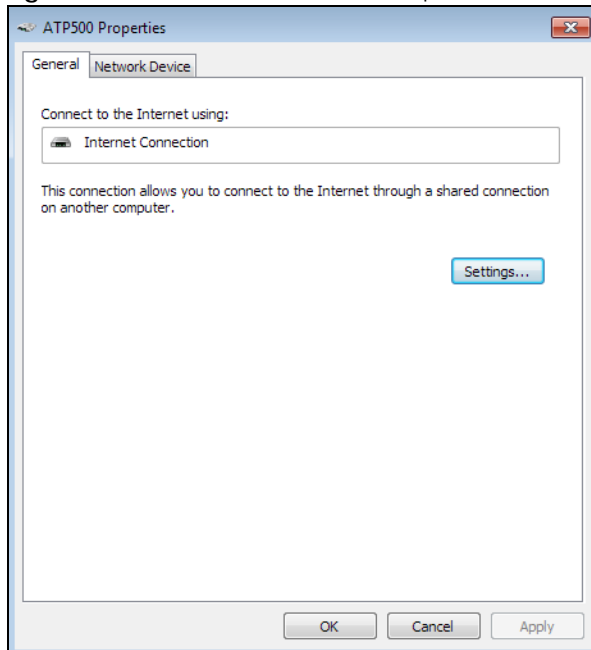 ATP500 Properties
General
Network Device
Connect to the Internet using:
Internet Connection
This connection allows you to connect to the Internet through a shared connection
on another computer.
Settings...
OK
Cancel
Apply